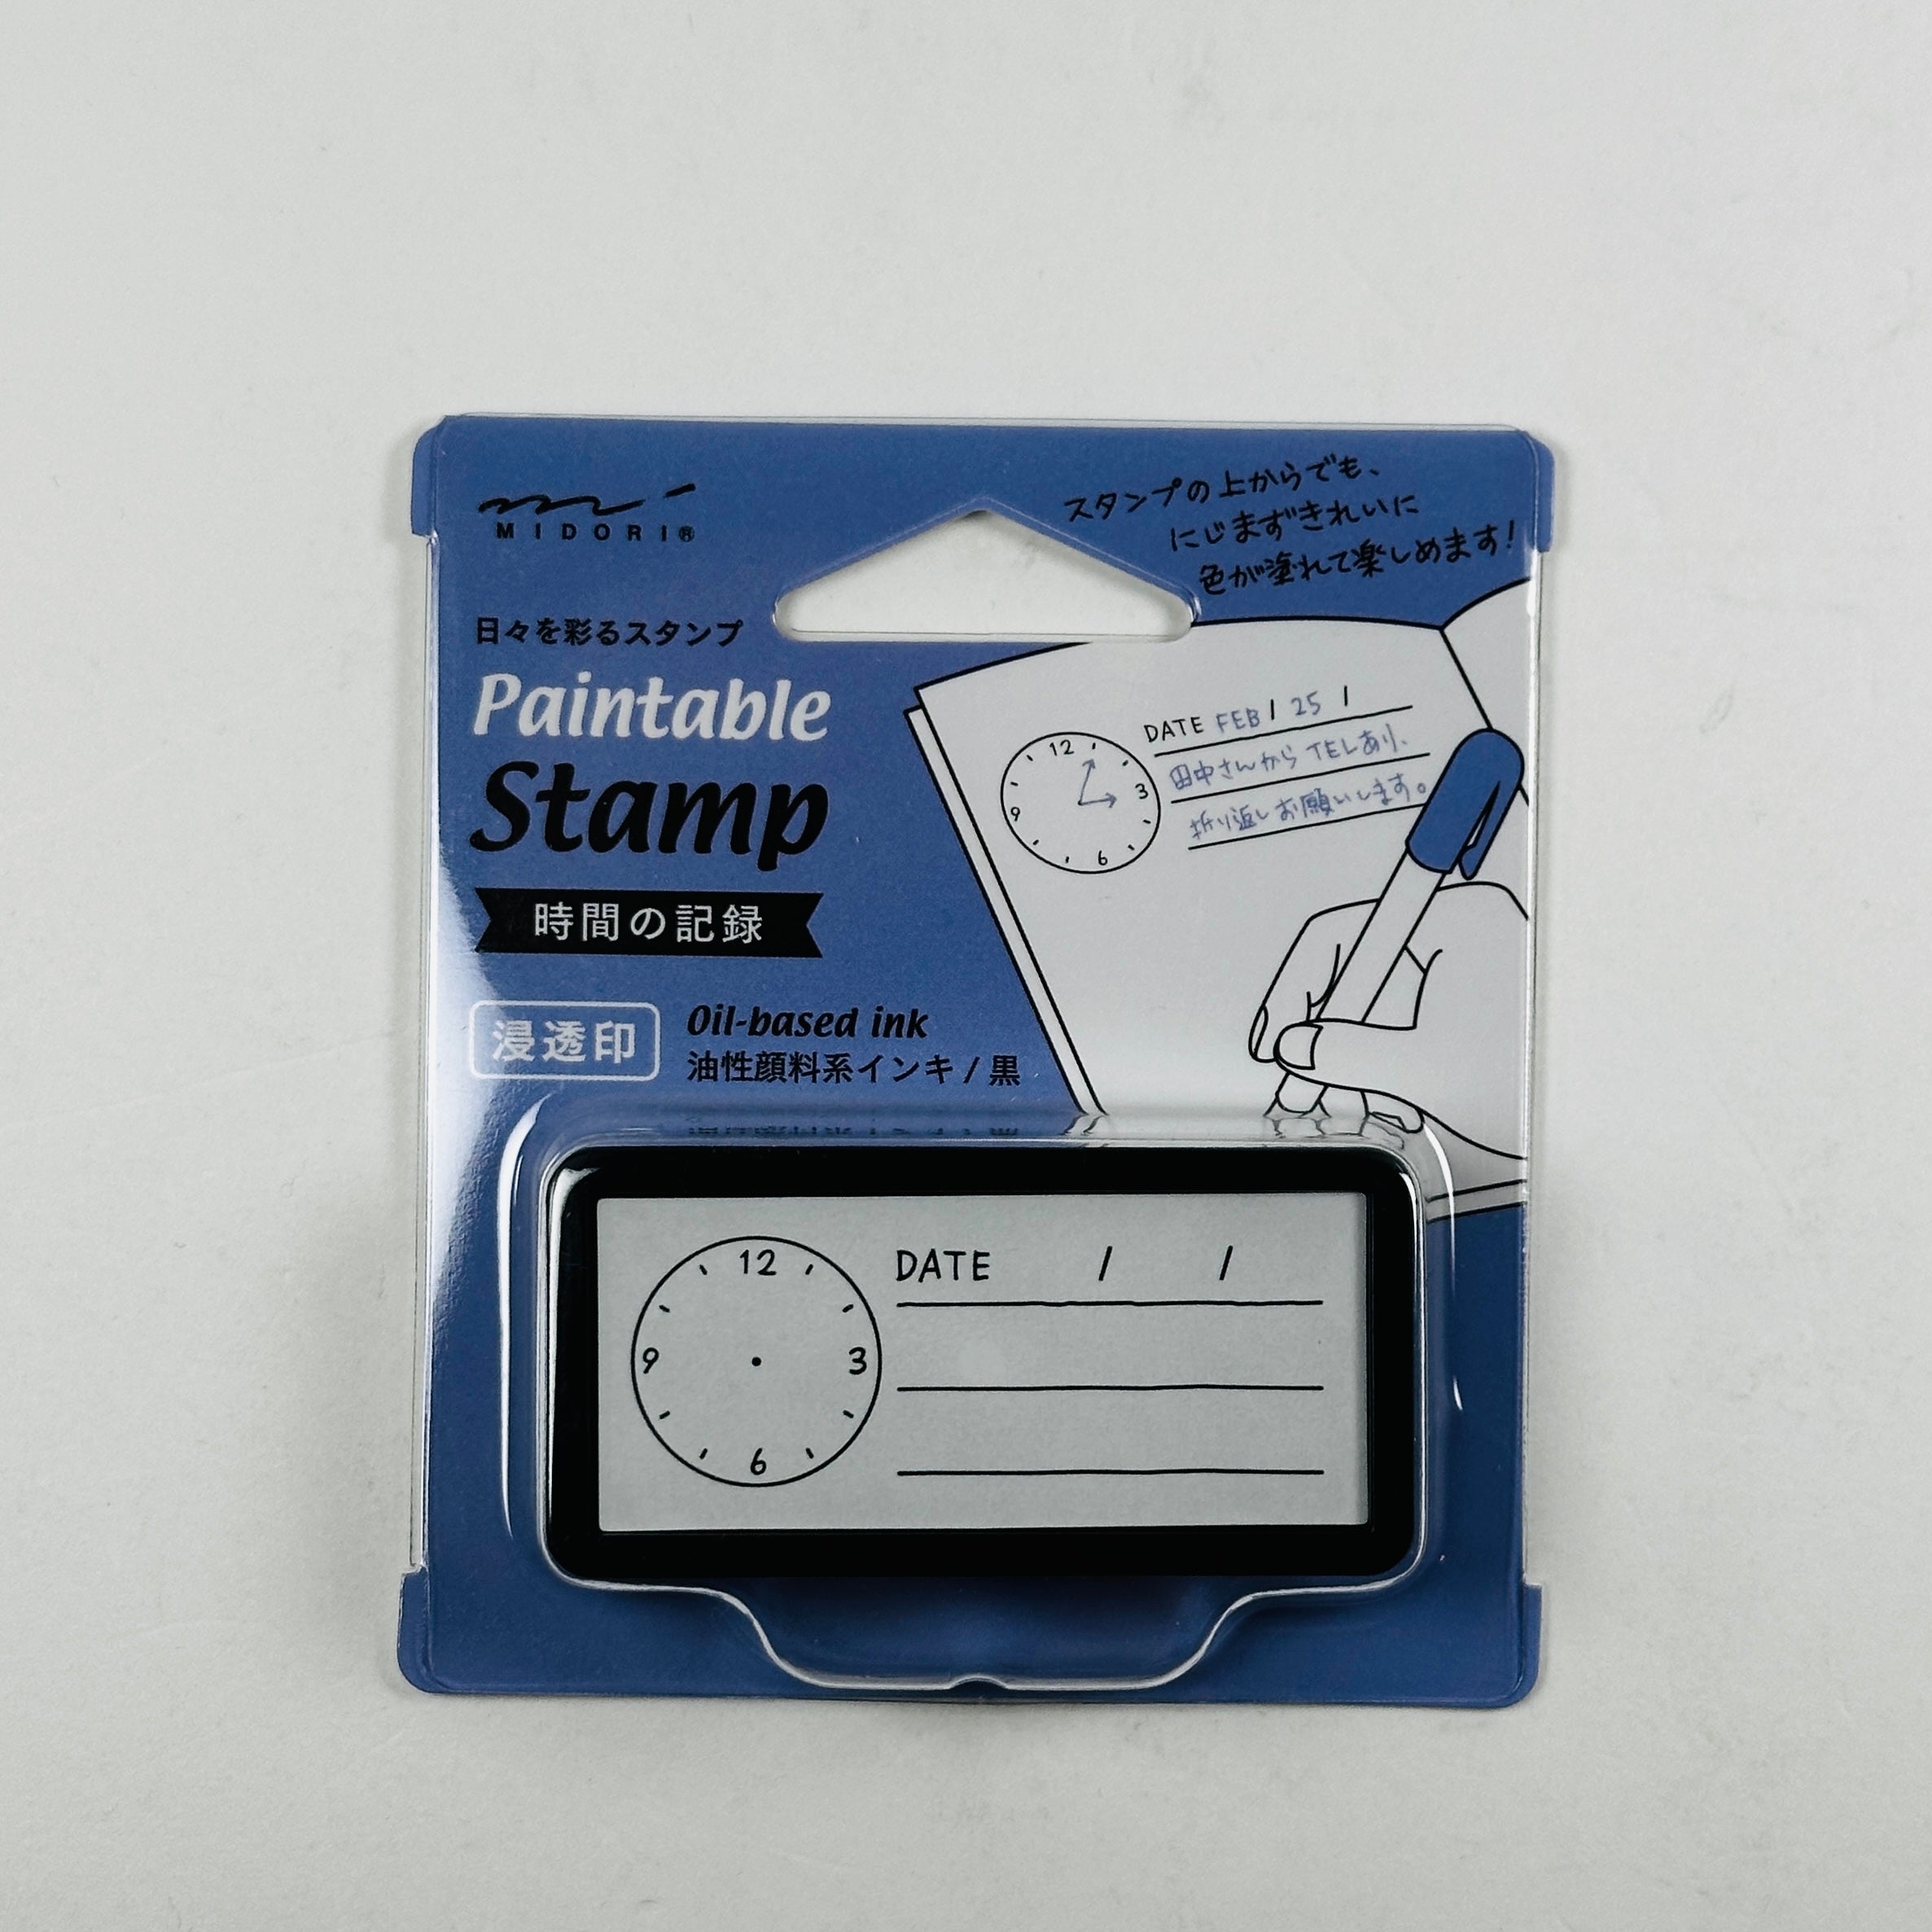 MIDORI®
スタンプの上からでも、
にじまずきれいに
色が塗れて楽しめます!
日々を彩るスタンプ
Paintable
Stamp
時間の記録
浸透印
Oil-based ink
油性顔料系インキ / 黒
DATE FEB / 25 /
田中さんから TELあり、
折り返しお願いします。
12
3
6
9
DATE / /
12
3
6
9